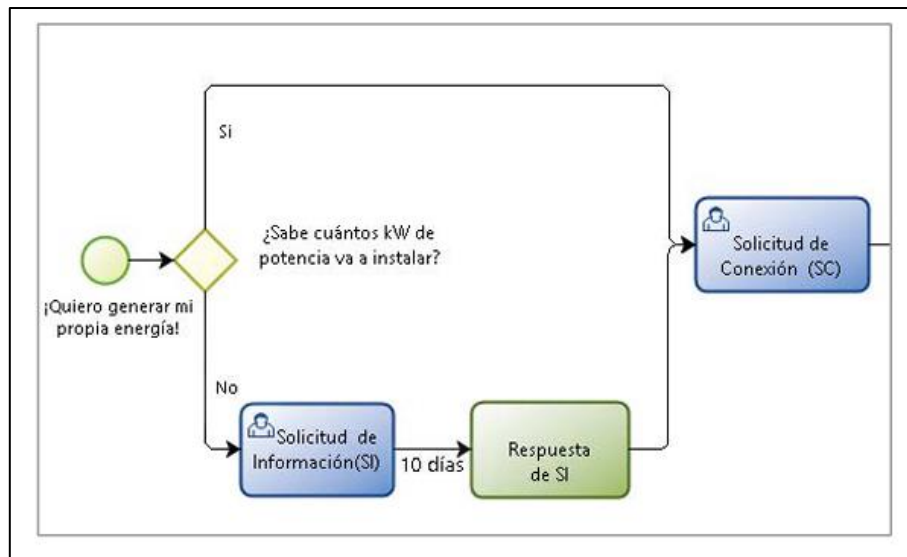 Si
¿Sabe cuántos kW de
potencia va a instalar?
Solicitud de
Conexión (SC)
¡Quiero generar mi
propia energía!
No
Solicitud de
Información(SI)
10 días
Respuesta
de SI